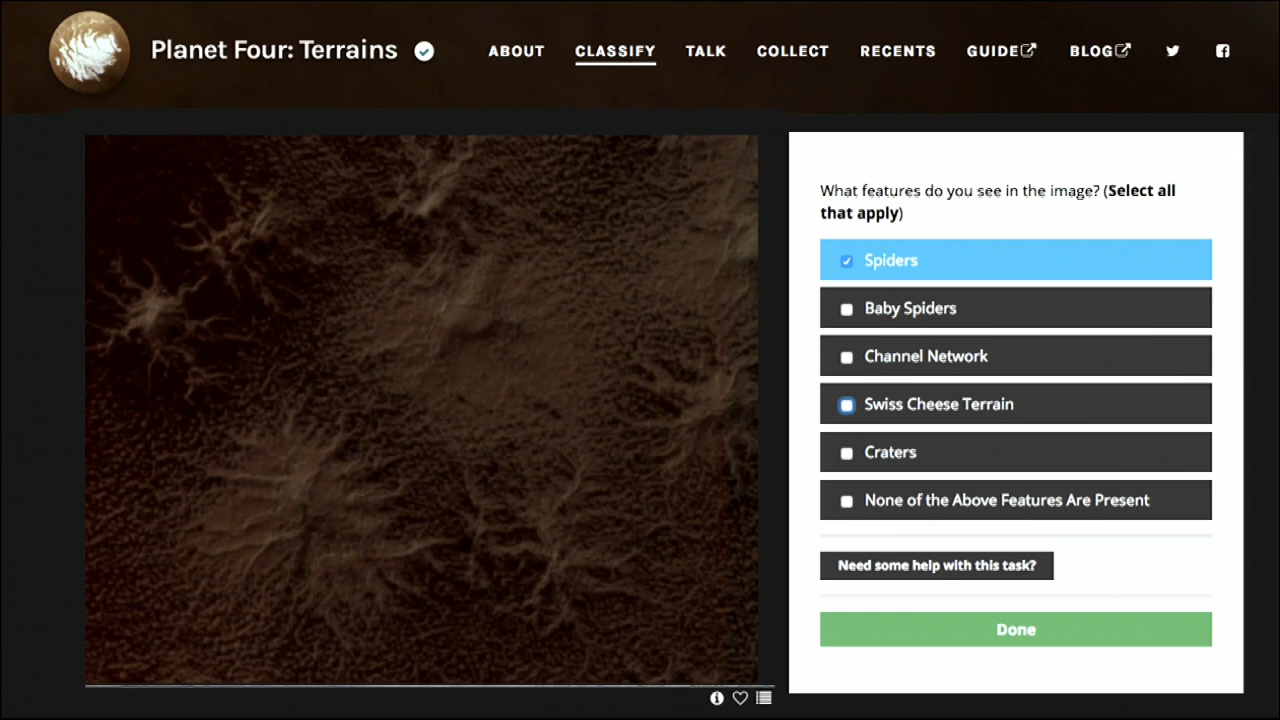 Planet Four: Terrains
ABOUT CLASSIFY TALK COLLECT RECENTS GUIDE BLOG
What features do you see in the image? (Select all
that apply)
Spiders
Baby Spiders
Channel Network
Swiss Cheese Terrain
Craters
None of the Above Features Are Present
Need some help with this task?
Done